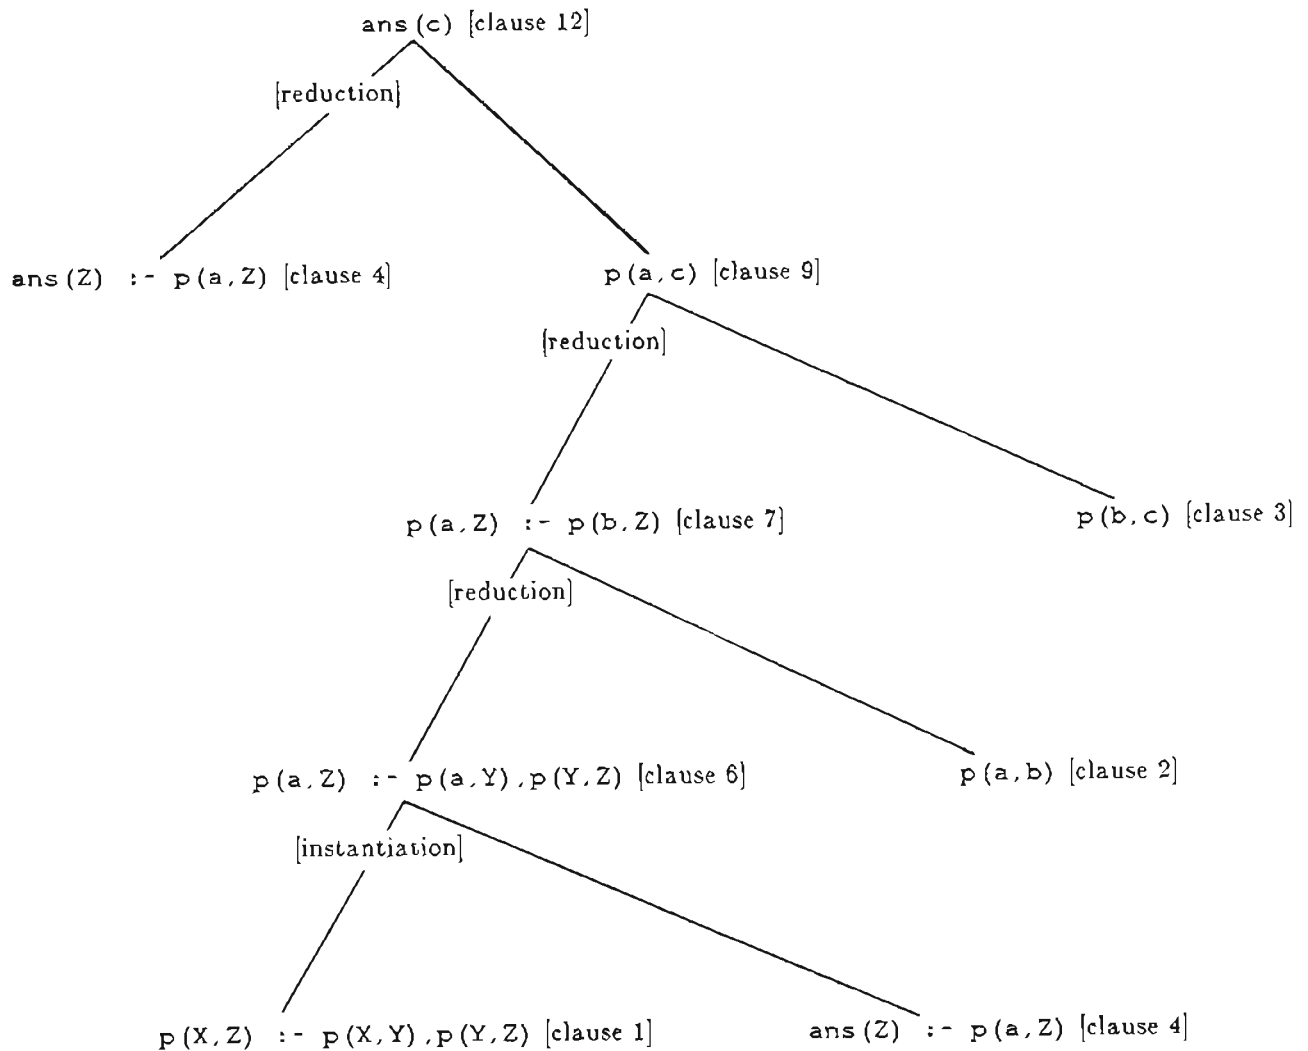 ans(c) [clause 12]
[reduction]
ans(Z) :- p(a,Z) [clause 4]
p(a,c) [clause 9]
[reduction]
p(a,Z) :- p(b,Z) [clause 7]
p(b,c) [clause 3]
[reduction]
p(a,Z) :- p(a,Y),p(Y,Z) [clause 6]
p(a,b) [clause 2]
[instantiation]
p(X,Z) :- p(X,Y),p(Y,Z) [clause 1]
ans(Z) :- p(a,Z) [clause 4]